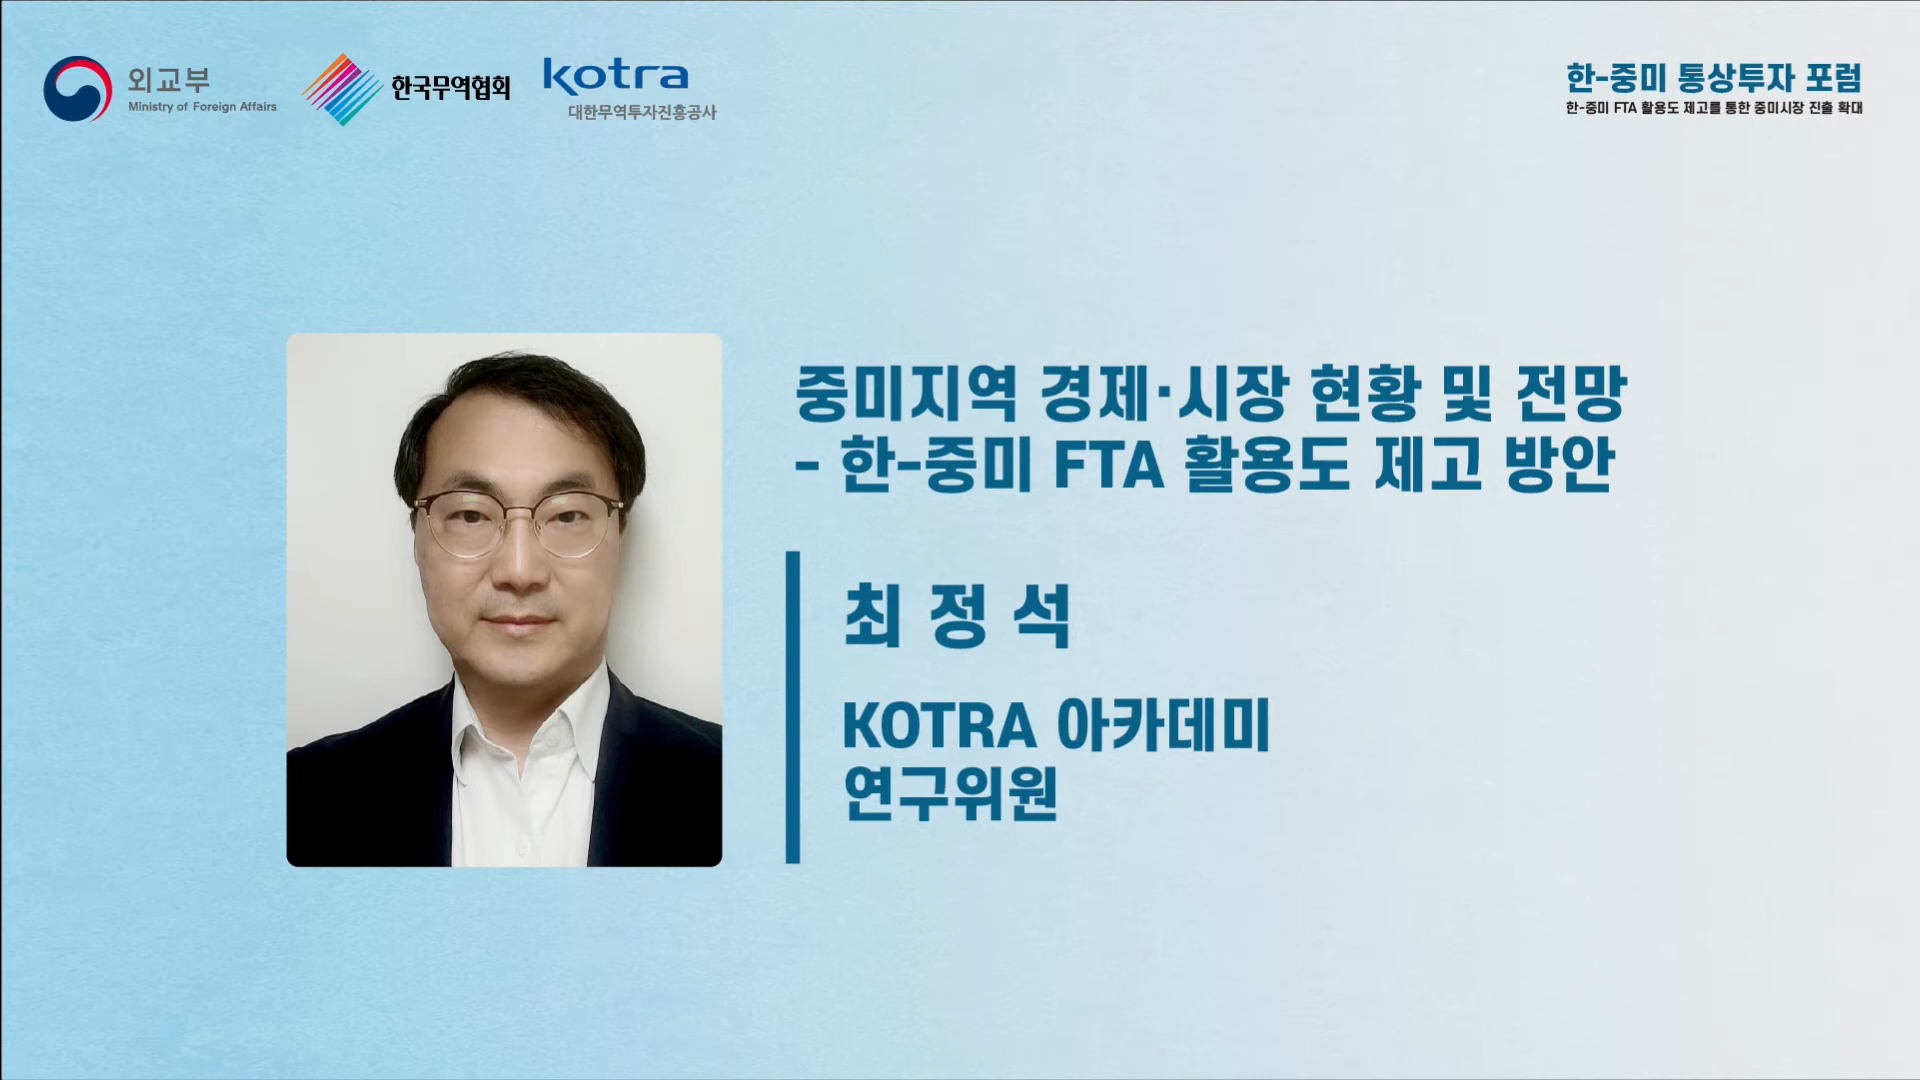 외교부
Ministry of Foreign Affairs
한국무역협회
kotra
대한무역투자진흥공사
한-중미 통상투자 포럼
한-중미 FTA 활용도 제고를 통한 중미시장 진출 확대
중미지역 경제·시장 현황 및 전망
- 한-중미 FTA 활용도 제고 방안
최 정 석
KOTRA 아카데미
연구위원